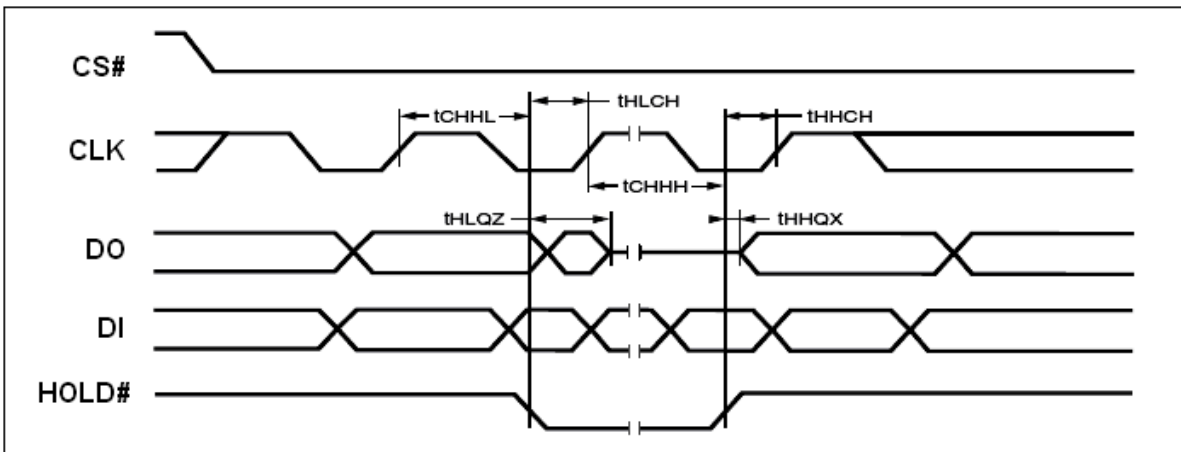 CS#
tCHHL
tHLCH
tHHCH
CLK
tCHHH
tHLQZ
tHHQX
DO
DI
HOLD#